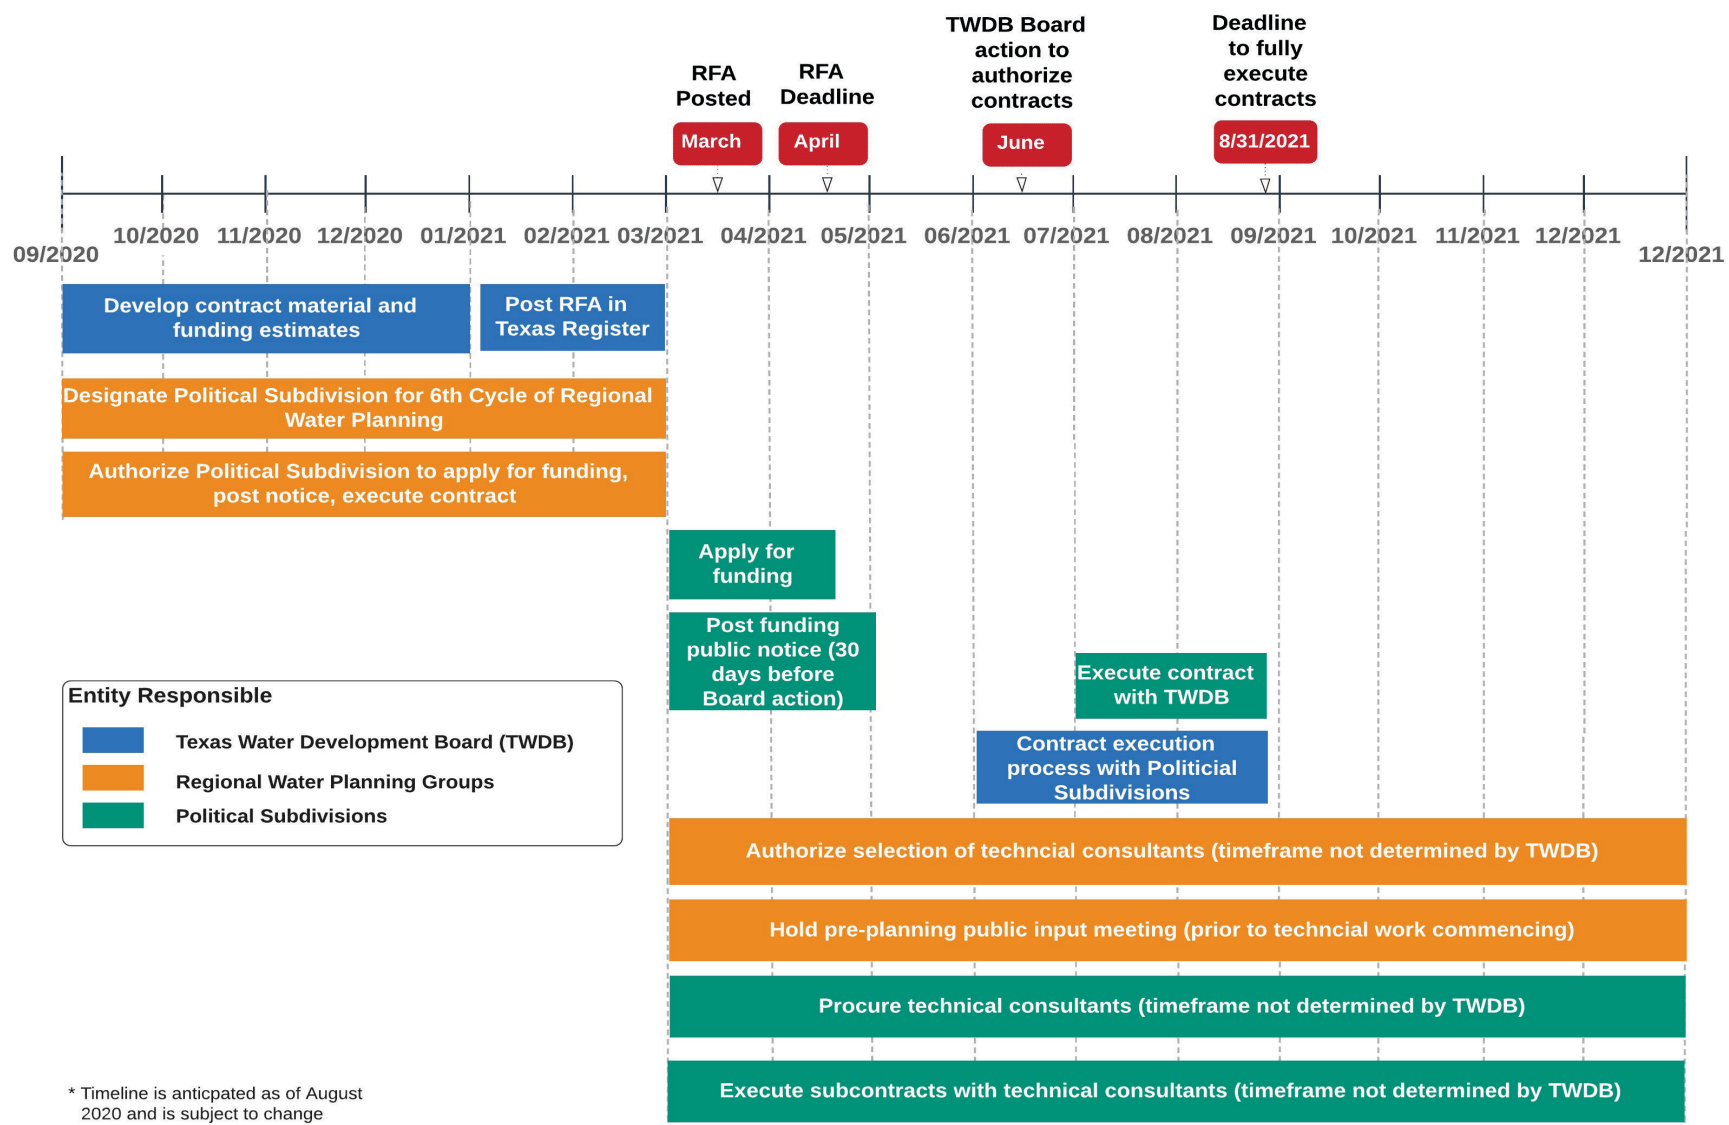 RFA
Posted
RFA
Deadline
TWDB Board
action to
authorize
contracts
Deadline
to fully
execute
contracts
March
April
June
8/31/2021
09/2020
10/2020
11/2020
12/2020
01/2021
02/2021
03/2021
04/2021
05/2021
06/2021
07/2021
08/2021
09/2021
10/2021
11/2021
12/2021
12/2021
Develop contract material and
funding estimates
Post RFA in
Texas Register
Designate Political Subdivision for 6th Cycle of Regional
Water Planning
Authorize Political Subdivision to apply for funding,
post notice, execute contract
Apply for
funding
Post funding
public notice (30
days before
Board action)
Execute contract
with TWDB
Contract execution
process with Politicial
Subdivisions
Entity Responsible
Texas Water Development Board (TWDB)
Regional Water Planning Groups
Political Subdivisions
Authorize selection of techncial consultants (timeframe not determined by TWDB)
Hold pre-planning public input meeting (prior to techncial work commencing)
Procure technical consultants (timeframe not determined by TWDB)
Execute subcontracts with technical consultants (timeframe not determined by TWDB)
* Timeline is anticpated as of August
2020 and is subject to change